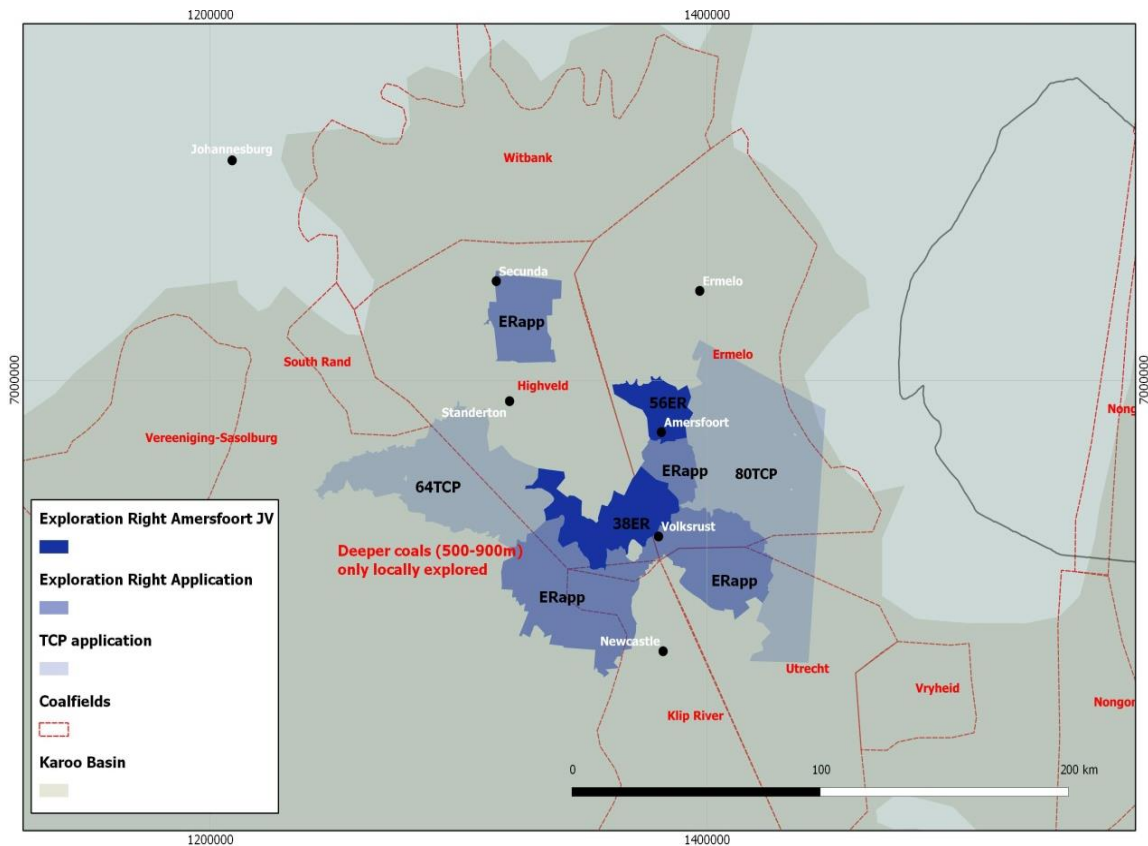 1200000
1400000
Johannesburg
Witbank
Secunda
Ermelo
ERapp
South Rand
Ermelo
7000000
7000000
Highveld
56ER
Nong
Standerton
Amersfoort
Vereeniging-Sasolburg
ERapp
80TCP
64TCP
38ER
Volksrust
Deeper coals (500-900m)
only locally explored
ERapp
ERapp
Newcastle
Utrecht
Vryheid
Klip River
Nongor
Exploration Right Amersfoort JV
Exploration Right Application
TCP application
Coalfields
Karoo Basin
0
100
200 km
1200000
1400000